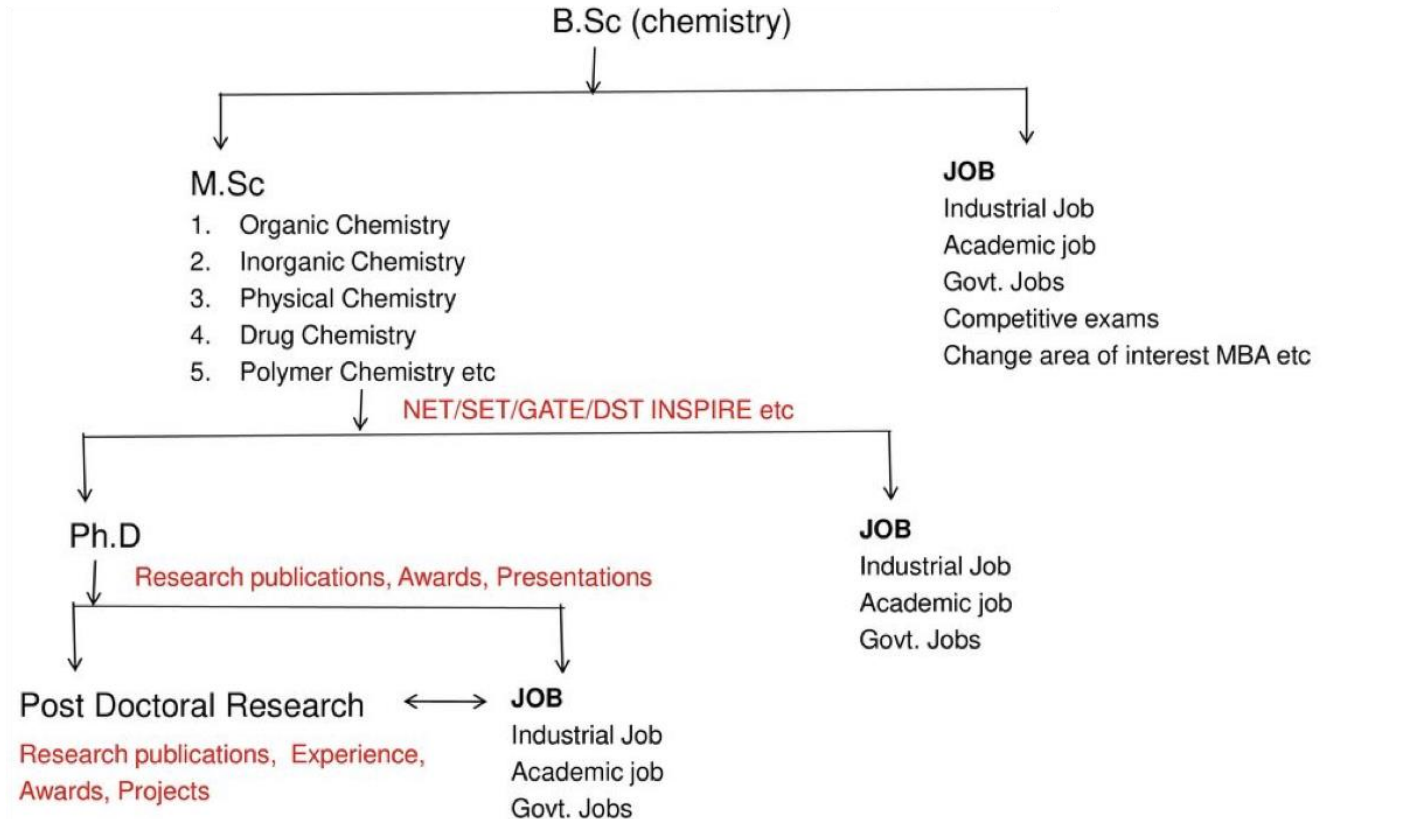 B.Sc (chemistry)
M.Sc
1. Organic Chemistry
2. Inorganic Chemistry
3. Physical Chemistry
4. Drug Chemistry
5. Polymer Chemistry etc
JOB
Industrial Job
Academic job
Govt. Jobs
Competitive exams
Change area of interest MBA etc
NET/SET/GATE/DST INSPIRE etc
Ph.D
Research publications, Awards, Presentations
JOB
Industrial Job
Academic job
Govt. Jobs
Post Doctoral Research
Research publications, Experience,
Awards, Projects
JOB
Industrial Job
Academic job
Govt. Jobs